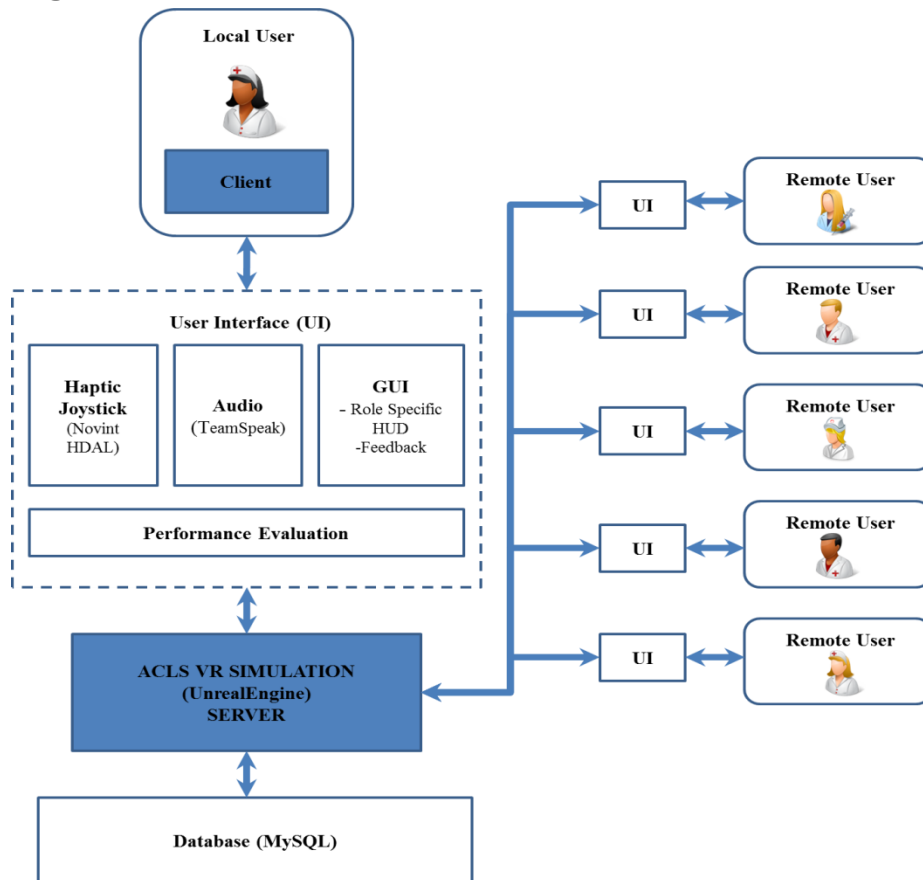 Local User
Client
User Interface (UI)
Haptic
Joystick
(Novint
HDAL)
Audio
(TeamSpeak)
GUI
- Role Specific
HUD
-Feedback
Performance Evaluation
ACLS VR SIMULATION
(UnrealEngine)
SERVER
Database (MySQL)
UI
Remote User
UI
Remote User
UI
Remote User
UI
Remote User
UI
Remote User